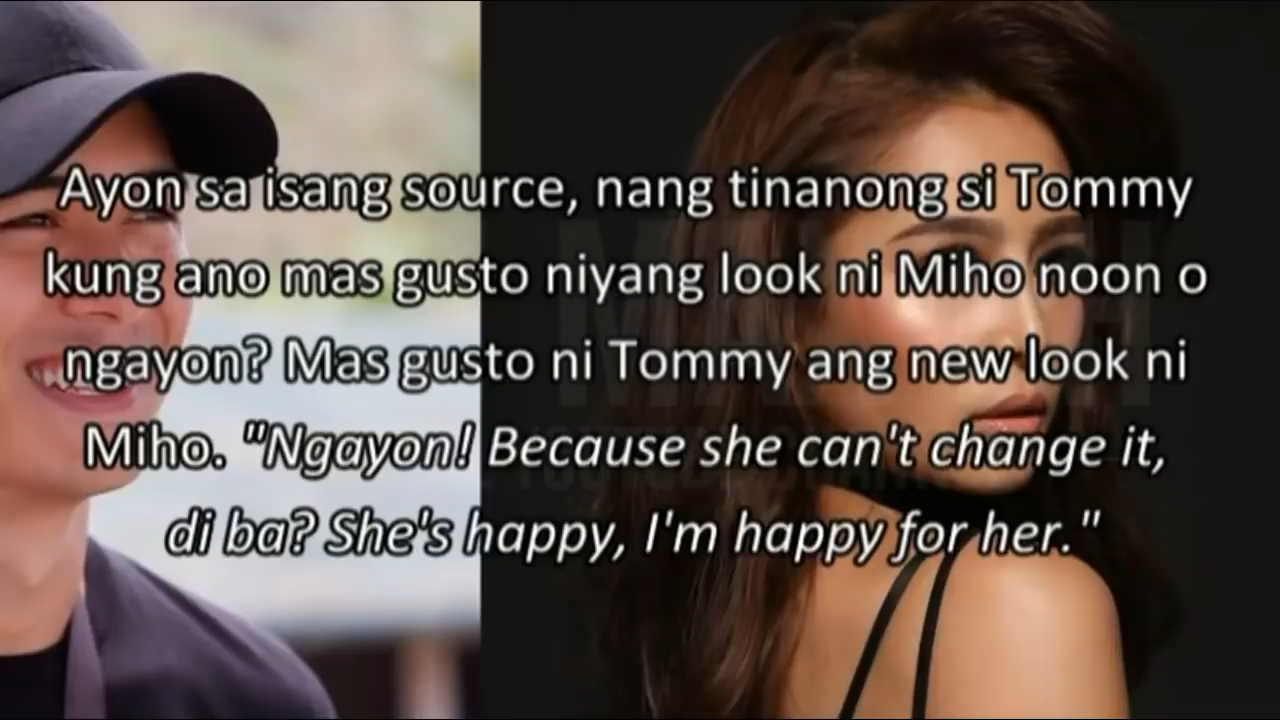 Ayon sa isang source, nang tinanong si Tommy
kung ano mas gusto niyang look ni Miho noon o
ngayon? Mas gusto ni Tommy ang new look ni
Miho. "Ngayon! Because she can't change it,
di ba? She's happy, I'm happy for her."